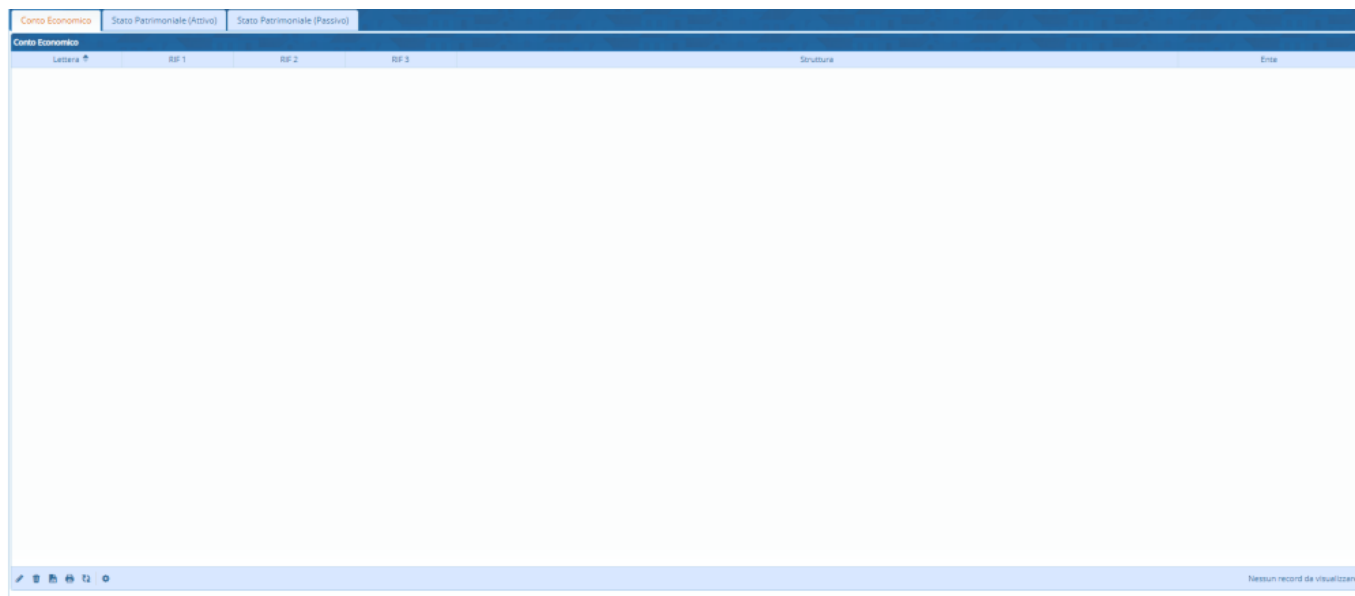 Conto Economico Stato Patrimoniale (Attivo) Stato Patrimoniale (Passivo)
Conto Economico
Lettera RIF 1 RIF 2 RIF 3 Struttura Ente
Nessun record da visualizzare